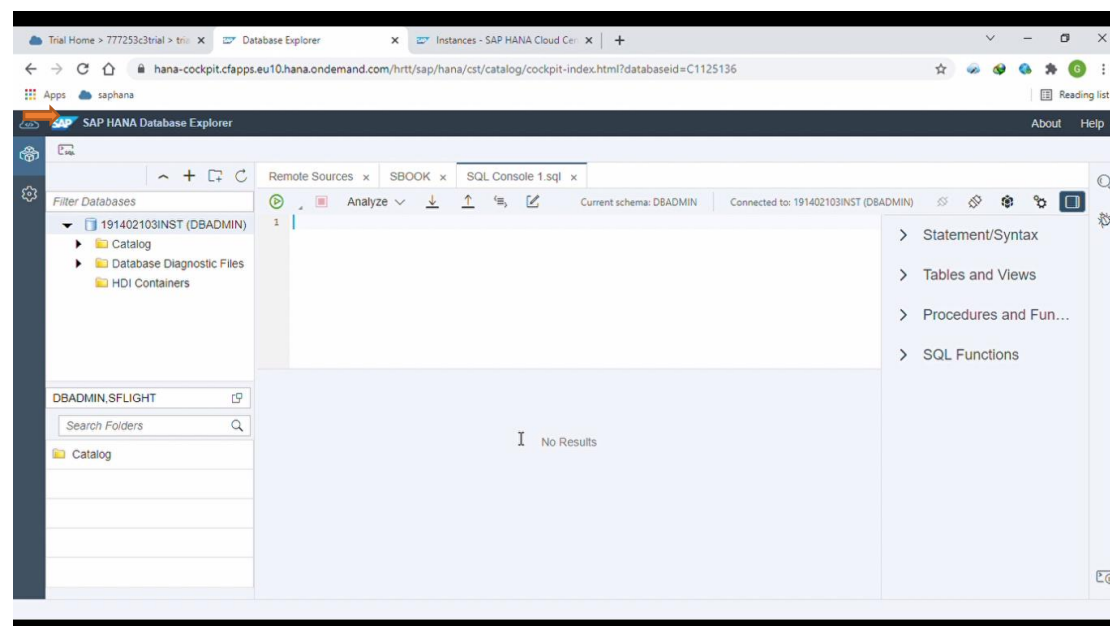 Trial Home > 777253c3trial > tria
Database Explorer
Instances - SAP HANA Cloud Cen
hana-cockpit.cfapps.eu10.hana.ondemand.com/hrtt/sap/hana/cst/catalog/cockpit-index.html?databaseid=C1125136
G
Apps saphana
Reading list
SAP SAP HANA Database Explorer
About Help
Remote Sources SBOOK SQL Console 1.sql
Filter Databases
Analyze
Current schema: DBADMIN
Connected to: 191402103INST (DBADMIN)
191402103INST (DBADMIN)
Catalog
Database Diagnostic Files
HDI Containers
1
Statement/Syntax
Tables and Views
Procedures and Fun...
SQL Functions
DBADMIN,SFLIGHT
Search Folders
Catalog
No Results